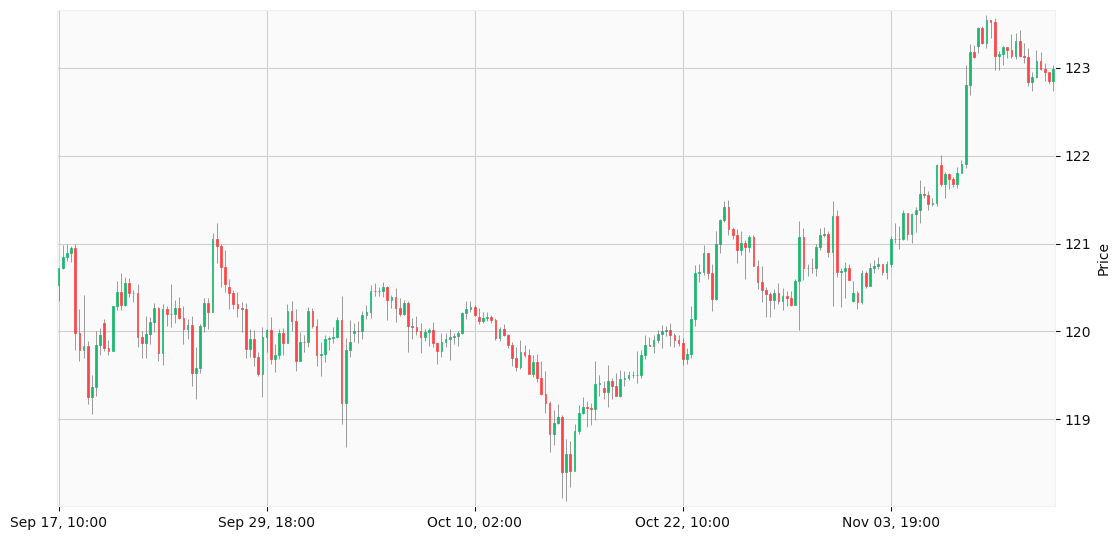 123
122
121
120
119
Price
Sep 17, 10:00
Sep 29, 18:00
Oct 10, 02:00
Oct 22, 10:00
Nov 03, 19:00